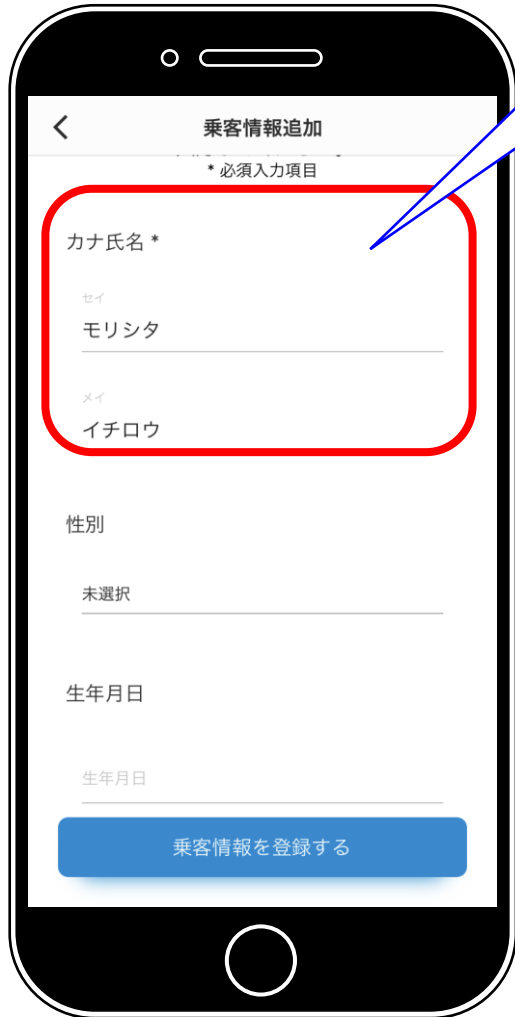 乗客情報追加
* 必須入力項目
カナ氏名 *
セイ
モリシタ
メイ
イチロウ
性別
未選択
生年月日
生年月日
乗客情報を登録する